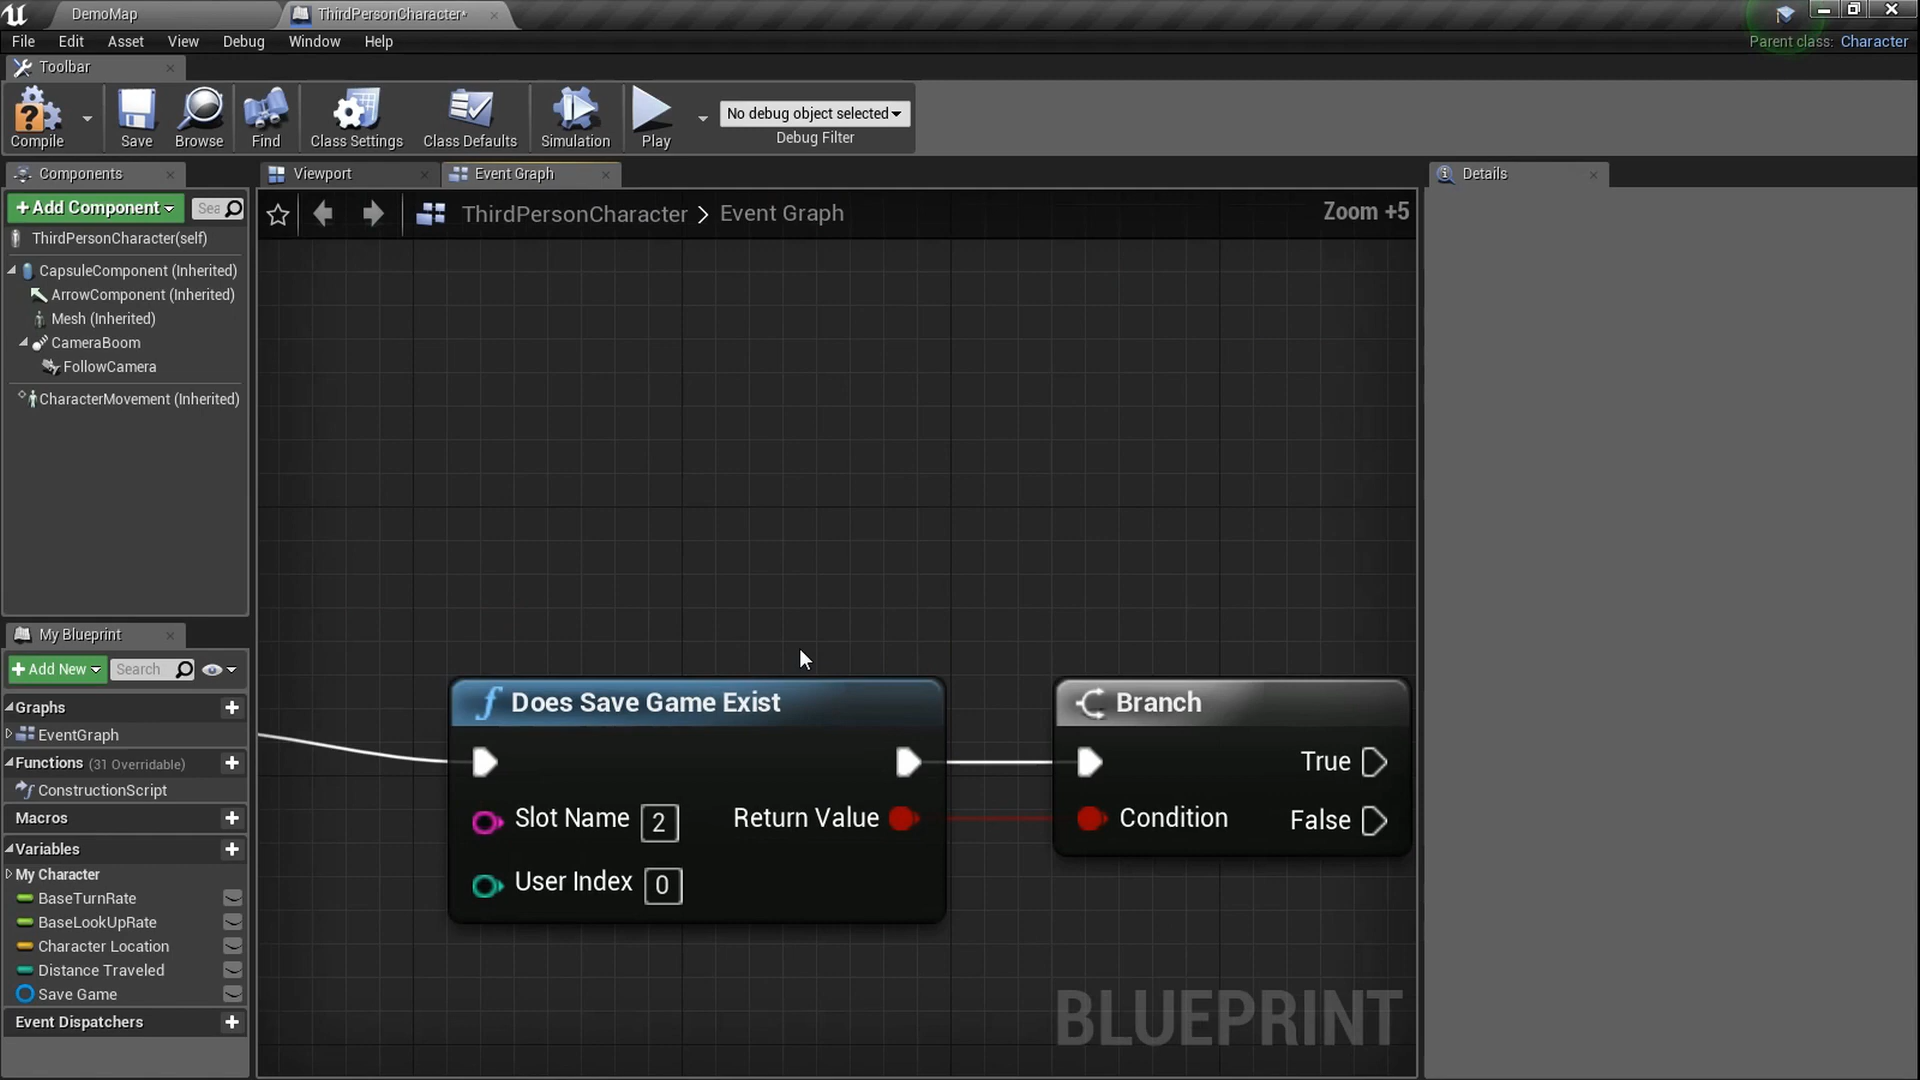 DemoMap
ThirdPersonCharacter*
File Edit Asset View Debug Window Help
Parent class: Character
Toolbar
Compile
Save
Browse
Find
Class Settings
Class Defaults
Simulation
Play
No debug object selected
Debug Filter
Components
+Add Component
Sea
ThirdPersonCharacter(self)
CapsuleComponent (Inherited)
ArrowComponent (Inherited)
Mesh (Inherited)
CameraBoom
FollowCamera
CharacterMovement (Inherited)
My Blueprint
+Add New
Search
Graphs
EventGraph
Functions (31 Overridable)
ConstructionScript
Macros
Variables
My Character
BaseTurnRate
BaseLookUpRate
Character Location
Distance Traveled
Save Game
Event Dispatchers
Viewport
Event Graph
ThirdPersonCharacter > Event Graph
Zoom +5
Does Save Game Exist
Slot Name 2
Return Value
User Index 0
Branch
True
Condition
False
BLUEPRINT
Details